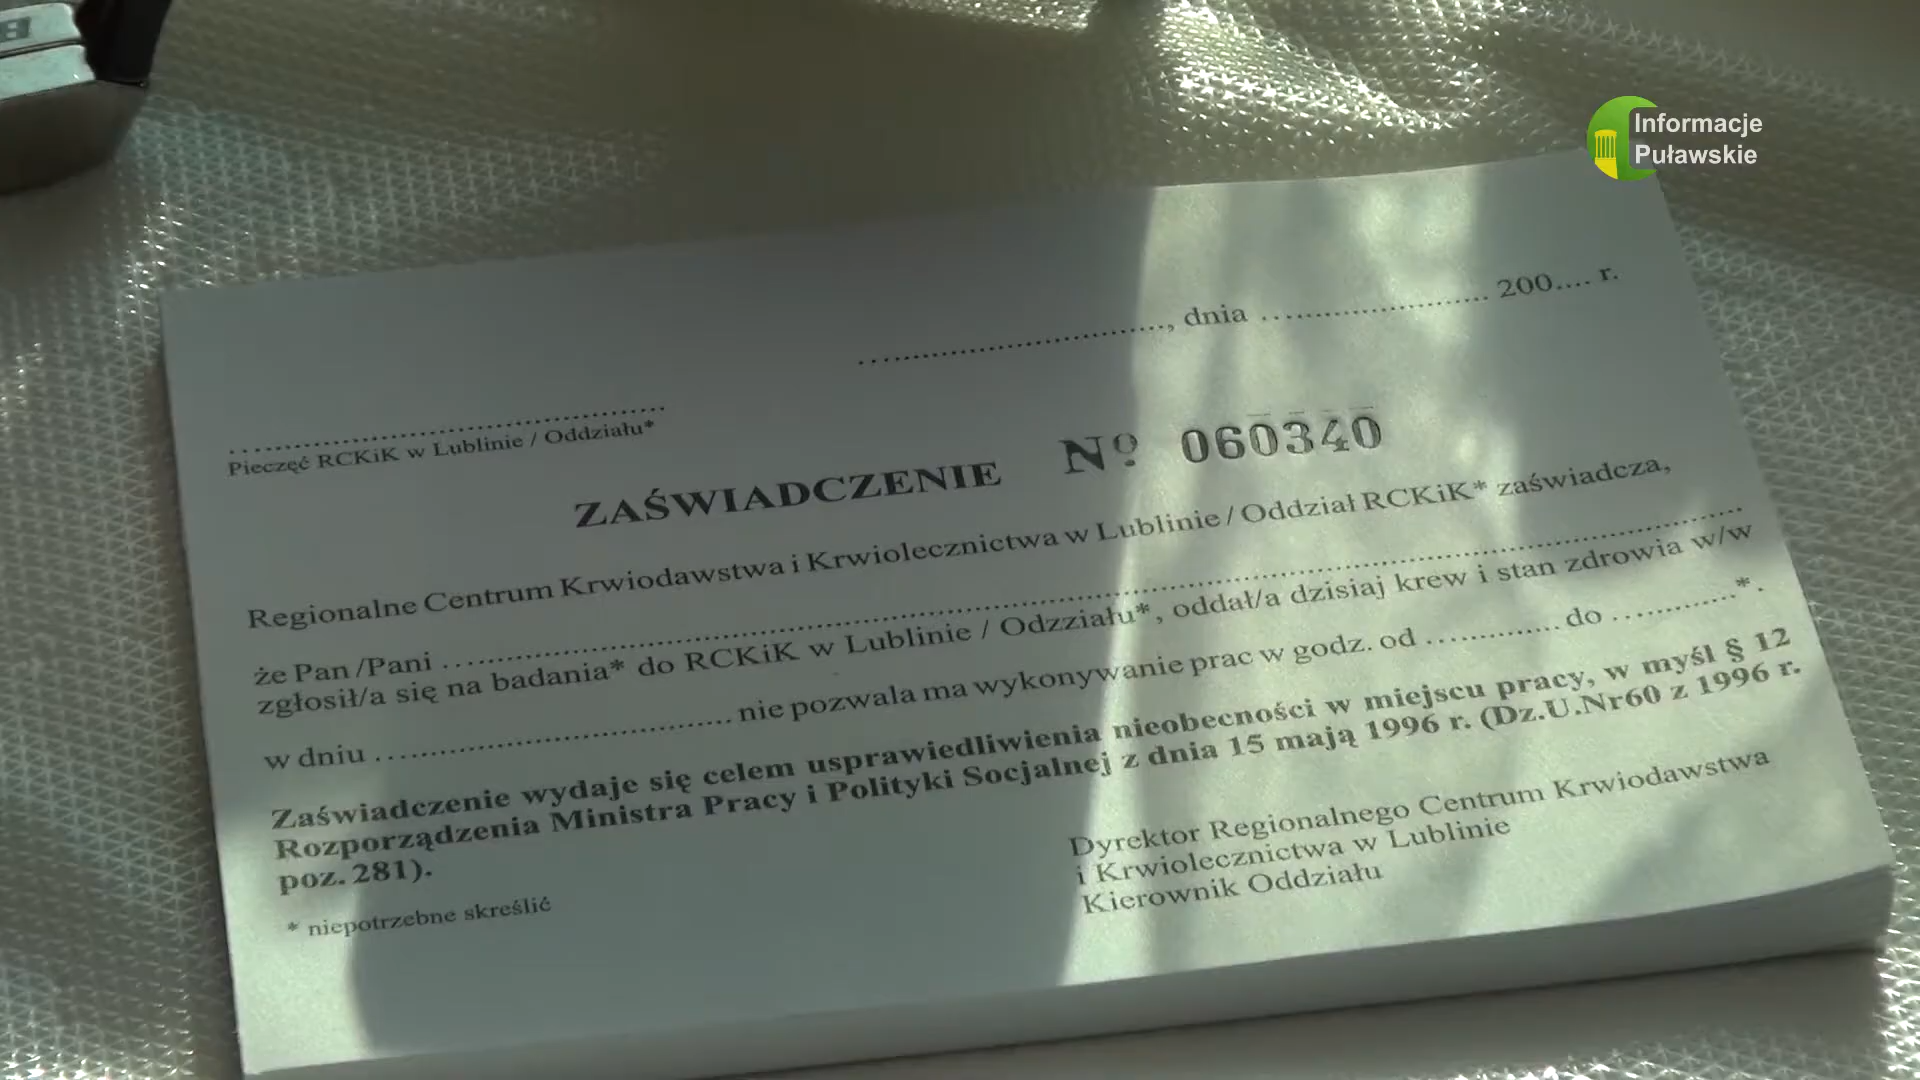 Informacje
Puławskie
............................, dnia ......................... 200.... r.
..............................................
Pieczęć RCKiK w Lublinie / Oddziału*
ZAŚWIADCZENIE Nº 060340
Regionalne Centrum Krwiodawstwa i Krwiolecznictwa w Lublinie / Oddział RCKiK* zaświadcza,
że Pan /Pani ..............................................................................................................
zgłosił/a się na badania* do RCKiK w Lublinie / Odzziału*, oddał/a dzisiaj krew i stan zdrowia w/w
w dniu .................................... nie pozwala ma wykonywanie prac w godz. od .............. do .............*.
Zaświadczenie wydaje się celem usprawiedliwienia nieobecności w miejscu pracy, w myśl § 12
Rozporządzenia Ministra Pracy i Polityki Socjalnej z dnia 15 mają 1996 r. (Dz.U.Nr60 z 1996 r.
poz. 281).
Dyrektor Regionalnego Centrum Krwiodawstwa
i Krwiolecznictwa w Lublinie
Kierownik Oddziału
* niepotrzebne skreślić